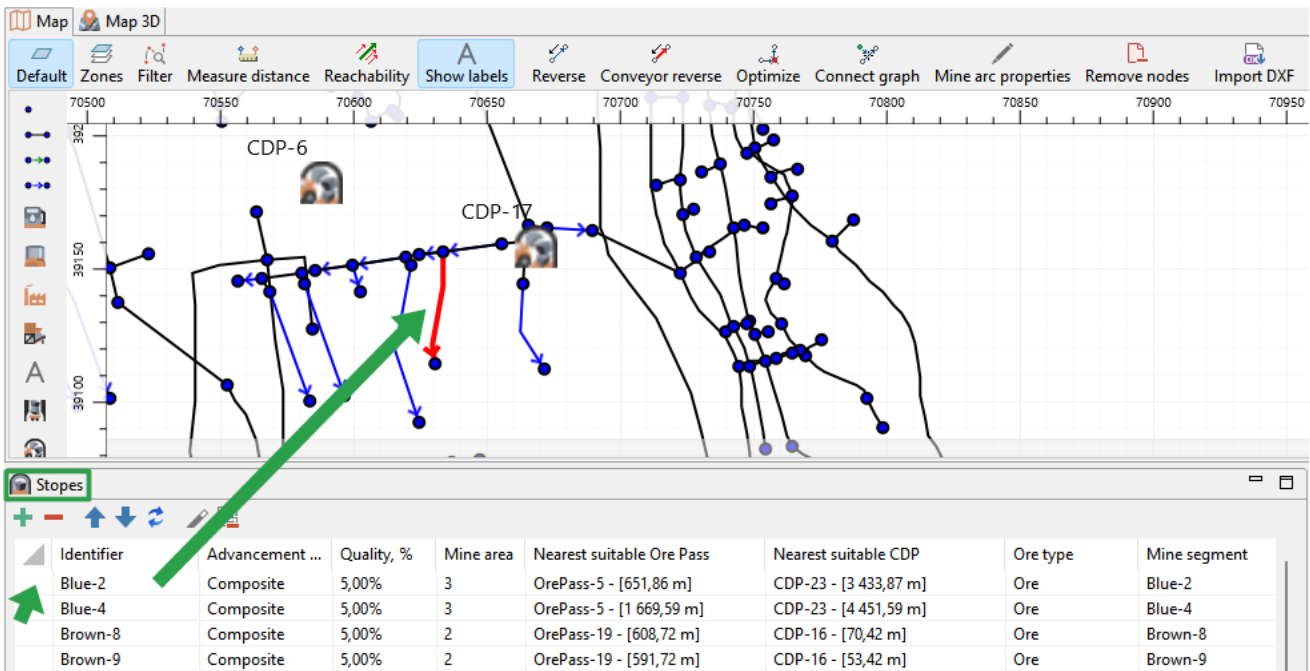 Map Map 3D
Default Zones Filter Measure distance Reachability Show labels Reverse Conveyor reverse Optimize Connect graph Mine arc properties Remove nodes Import DXF
70500 70550 70600 70650 70700 70750 70800 70850 70900 70950
392
CDP-6
CDP-17
39150
39100
Stopes
Identifier Advancement ... Quality, % Mine area Nearest suitable Ore Pass Nearest suitable CDP Ore type Mine segment
Blue-2 Composite 5,00% 3 OrePass-5 - [651,86 m] CDP-23 - [3 433,87 m] Ore Blue-2
Blue-4 Composite 5,00% 3 OrePass-5 - [1 669,59 m] CDP-23 - [4 451,59 m] Ore Blue-4
Brown-8 Composite 5,00% 2 OrePass-19 - [608,72 m] CDP-16 - [70,42 m] Ore Brown-8
Brown-9 Composite 5,00% 2 OrePass-19 - [591,72 m] CDP-16 - [53,42 m] Ore Brown-9